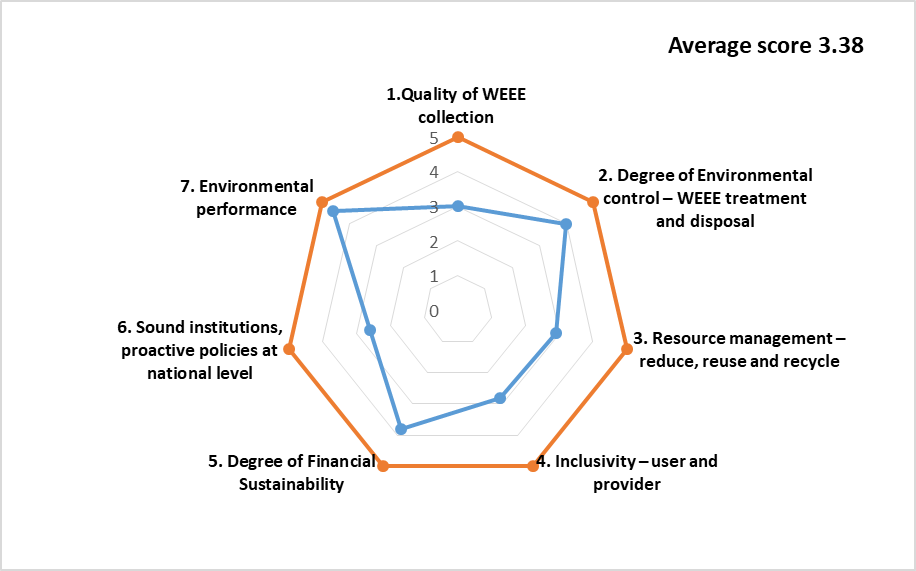 Average score 3.38
1.Quality of WEEE
collection
5
4
3
2
1
0
2. Degree of Environmental
control – WEEE treatment
and disposal
3. Resource management –
reduce, reuse and recycle
4. Inclusivity – user and
provider
5. Degree of Financial
Sustainability
6. Sound institutions,
proactive policies at
national level
7. Environmental
performance